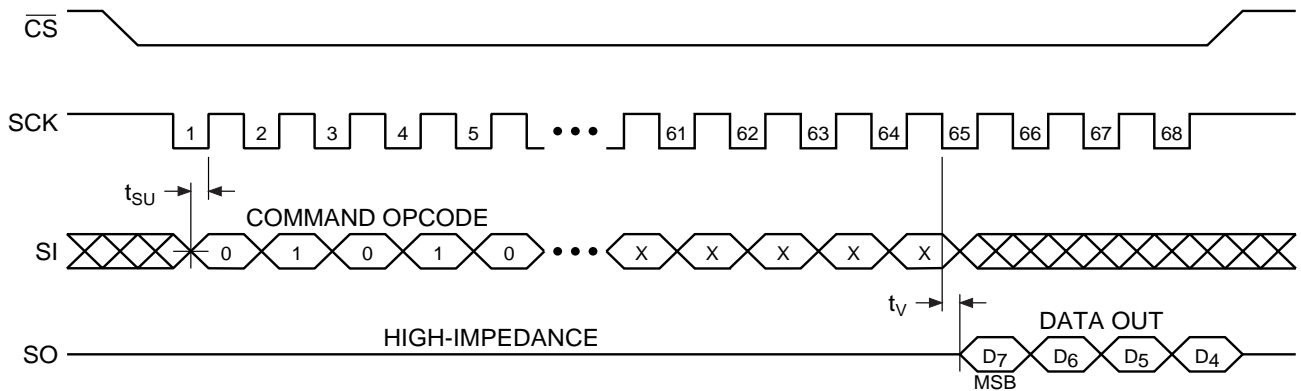 CS
SCK 1 2 3 4 5 ••• 61 62 63 64 65 66 67 68
tSU
COMMAND OPCODE
SI 0 1 0 1 0 ••• X X X X X
tV
HIGH-IMPEDANCE
DATA OUT
SO D7 D6 D5 D4
MSB